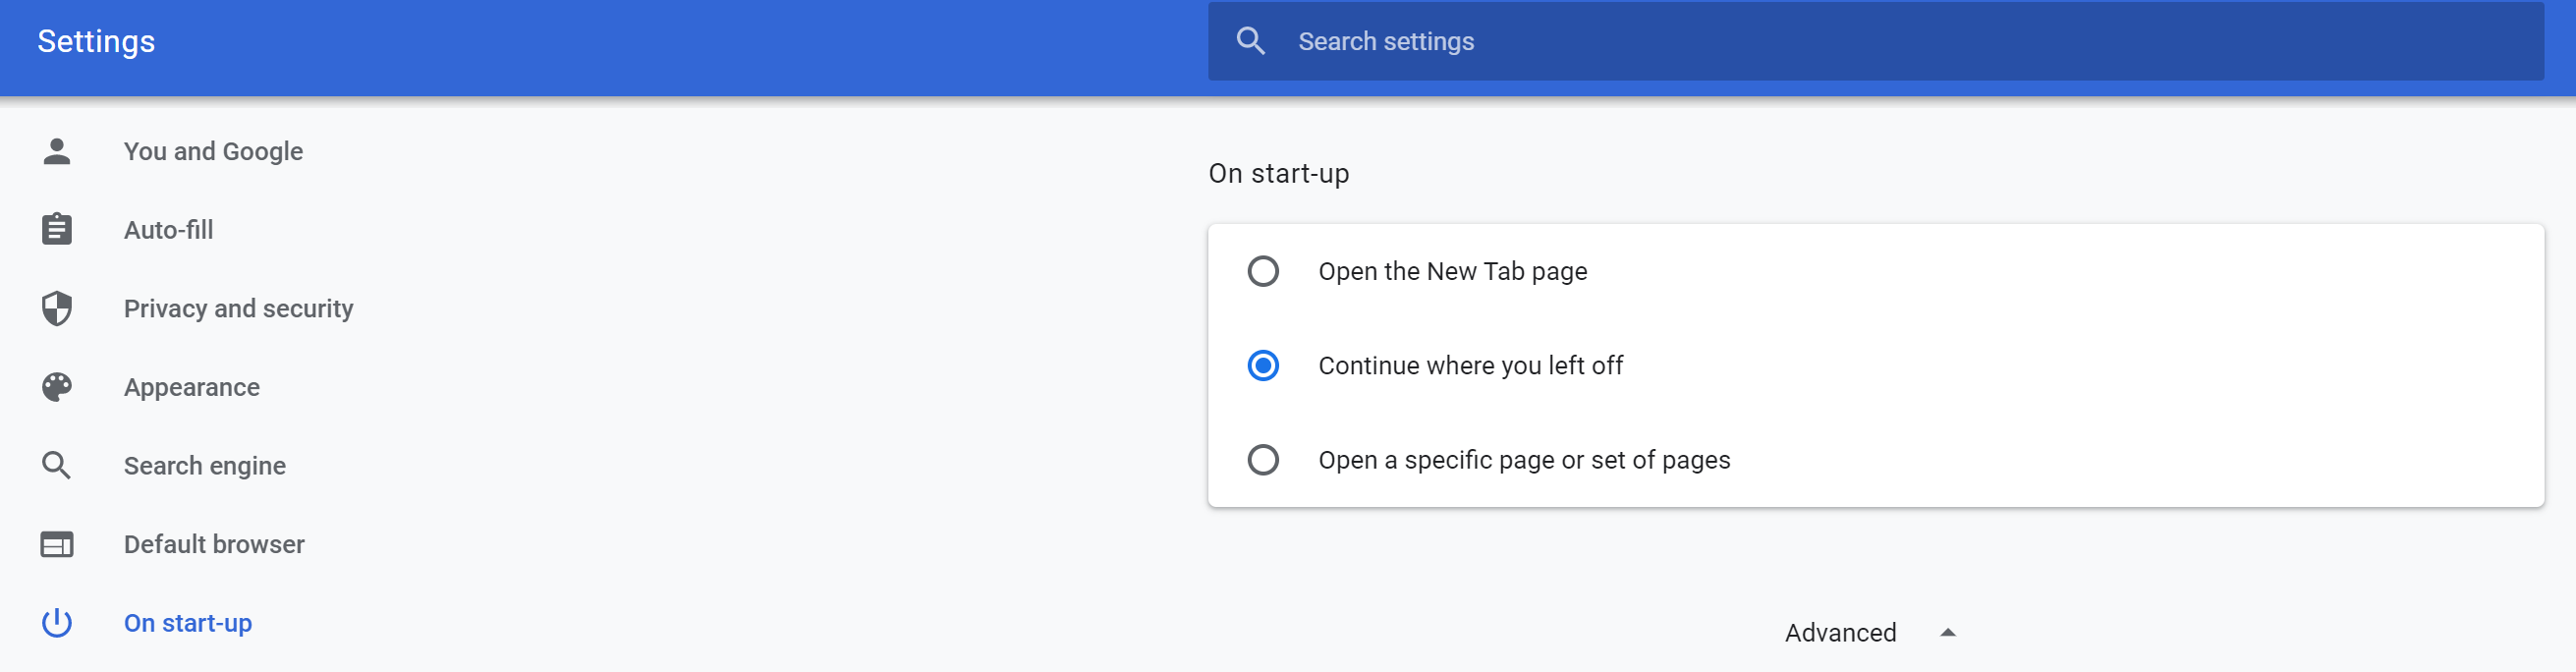 Settings
Search settings
You and Google
Auto-fill
Privacy and security
Appearance
Search engine
Default browser
On start-up
On start-up
Open the New Tab page
Continue where you left off
Open a specific page or set of pages
Advanced